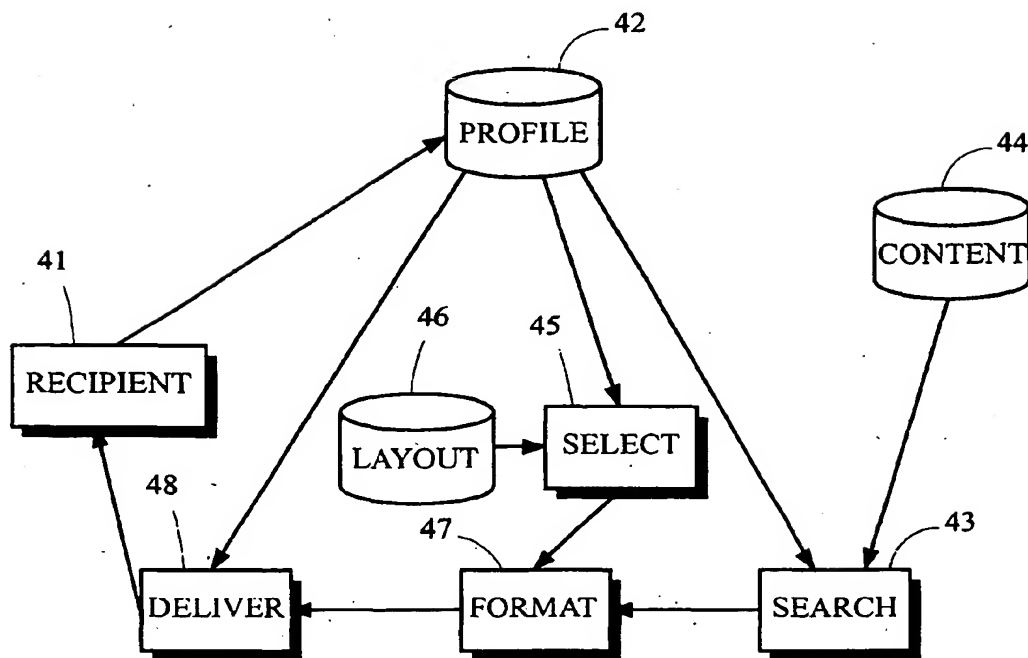 42
PROFILE
44
CONTENT
41
RECIPIENT
46
45
LAYOUT
SELECT
48
47
43
DELIVER
FORMAT
SEARCH